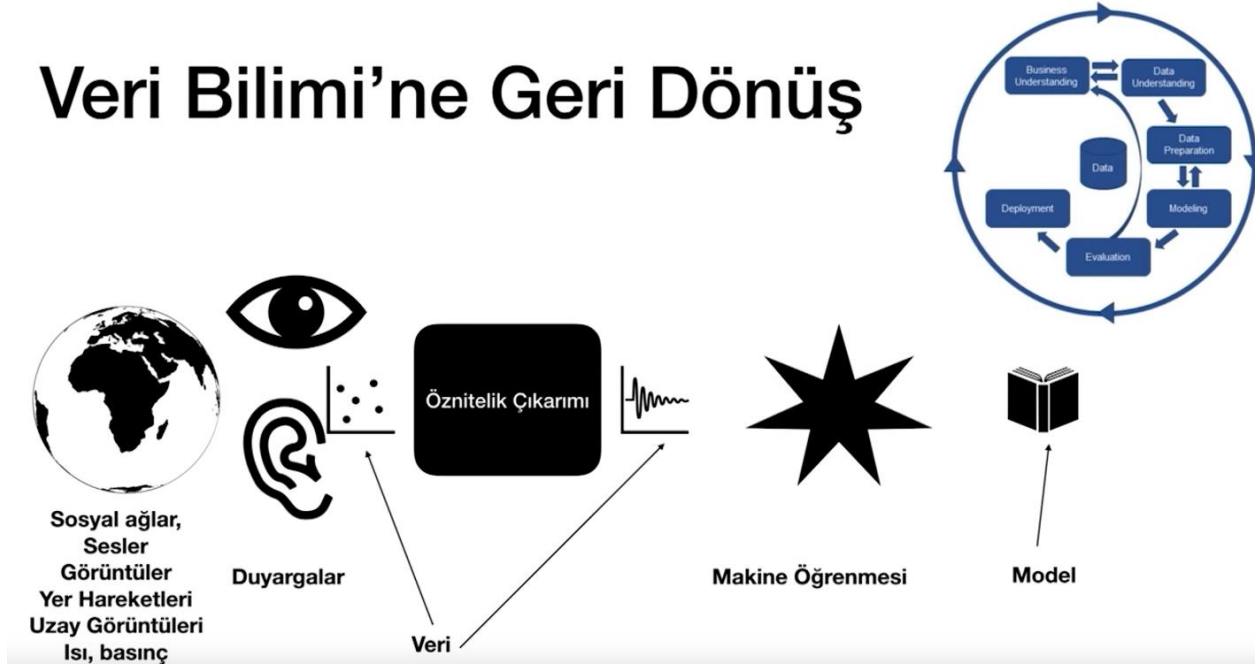 Veri Bilimi'ne Geri Dönüş
Business
Understanding
Data
Understanding
Data
Preparation
Data
Modeling
Deployment
Evaluation
Öznitelik Çıkarımı
Sosyal ağlar,
Sesler
Görüntüler
Yer Hareketleri
Uzay Görüntüleri
Isı, basınç
Duyargalar
Veri
Makine Öğrenmesi
Model